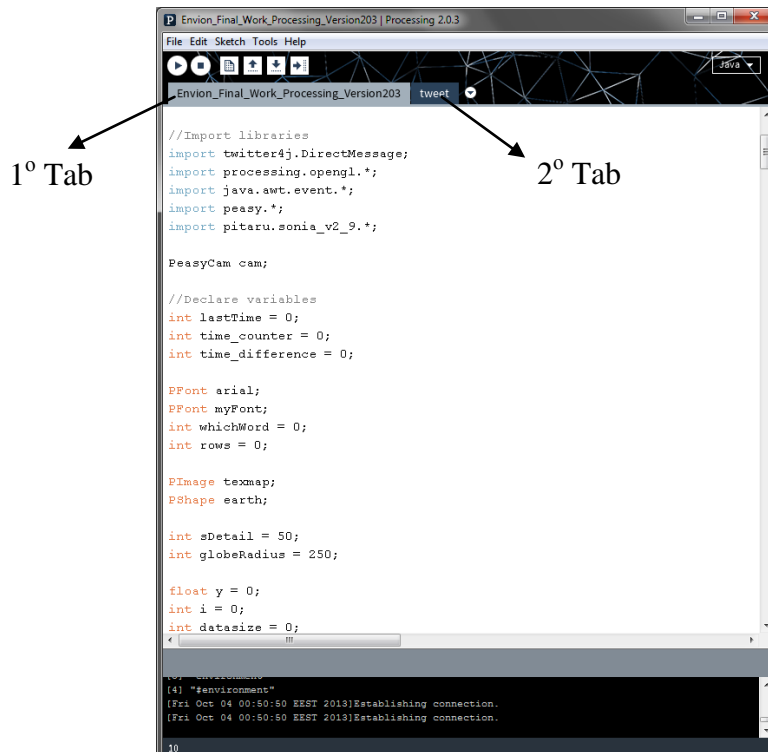 Envion_Final_Work_Processing_Version203 | Processing 2.0.3
File Edit Sketch Tools Help
Java
Envion_Final_Work_Processing_Version203 tweet
1º Tab
2º Tab
//Import libraries
import twitter4j.DirectMessage;
import processing.opengl.*;
import java.awt.event.*;
import peasy.*;
import pitaru.sonia_v2_9.*;
PeasyCam cam;
//Declare variables
int lastTime = 0;
int time_counter = 0;
int time_difference = 0;
PFont arial;
PFont myFont;
int whichWord = 0;
int rows = 0;
PImage texmap;
PShape earth;
int sDetail = 50;
int globeRadius = 250;
float y = 0;
int i = 0;
int datasize = 0;
[4] "#environment"
[Fri Oct 04 00:50:50 EEST 2013]Establishing connection.
[Fri Oct 04 00:50:50 EEST 2013]Establishing connection.
10